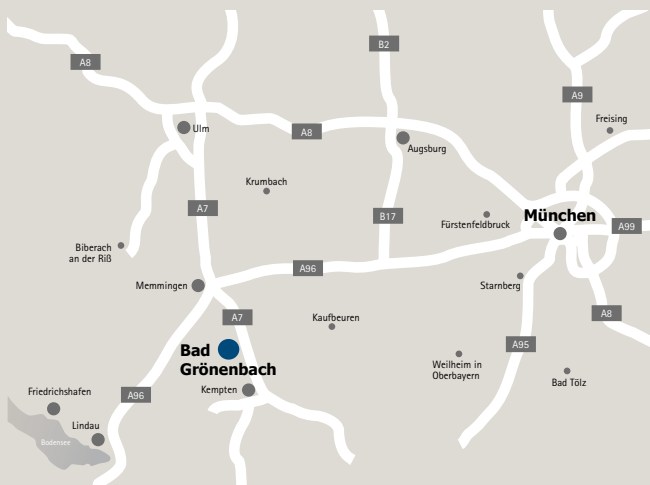 B2
A8
A9
Freising
Ulm
A8
Augsburg
Krumbach
A7
B17
Fürstenfeldbruck
München
A99
Biberach
an der Riß
A96
Memmingen
Starnberg
A7
Kaufbeuren
A8
A95
Bad
Grönenbach
Weilheim in
Oberbayern
Bad Tölz
Kempten
Friedrichshafen
A96
Lindau
Bodensee